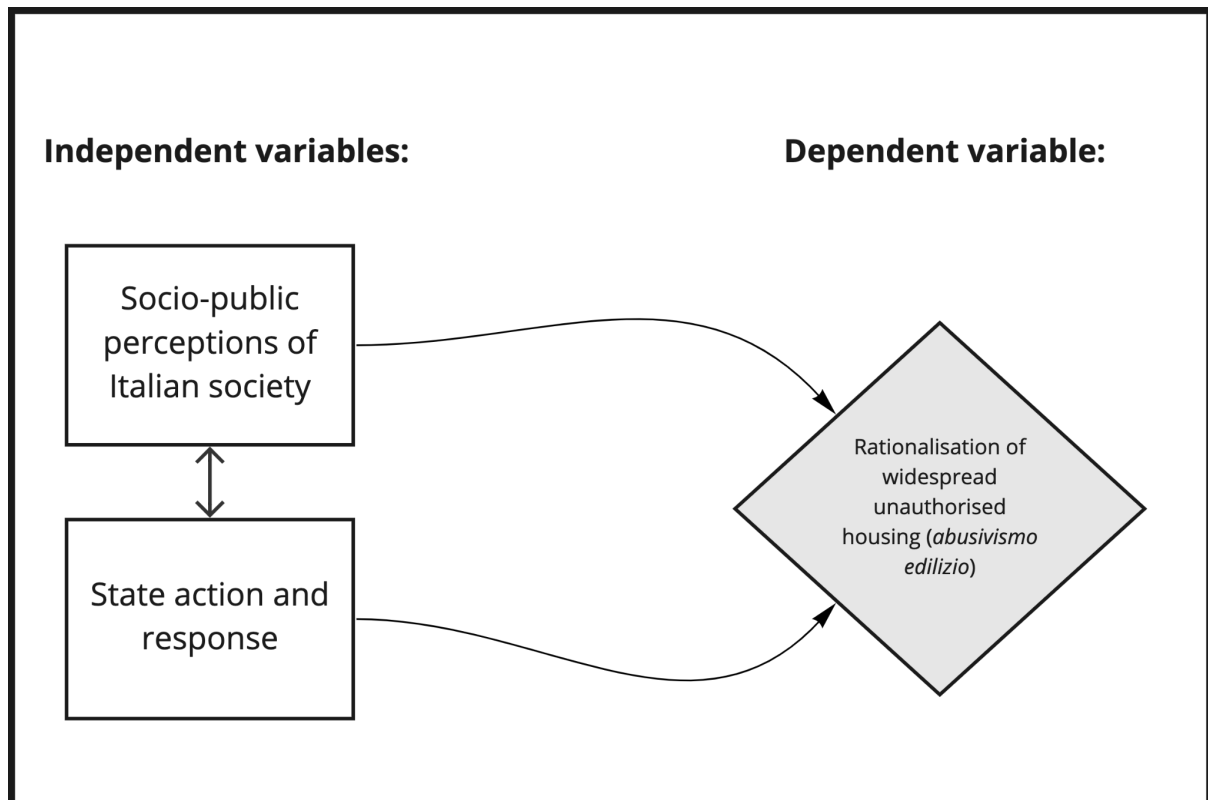 Independent variables:
Dependent variable:
Socio-public
perceptions of
Italian society
State action and
response
Rationalisation of
widespread
unauthorised
housing (abusivismo
edilizio)